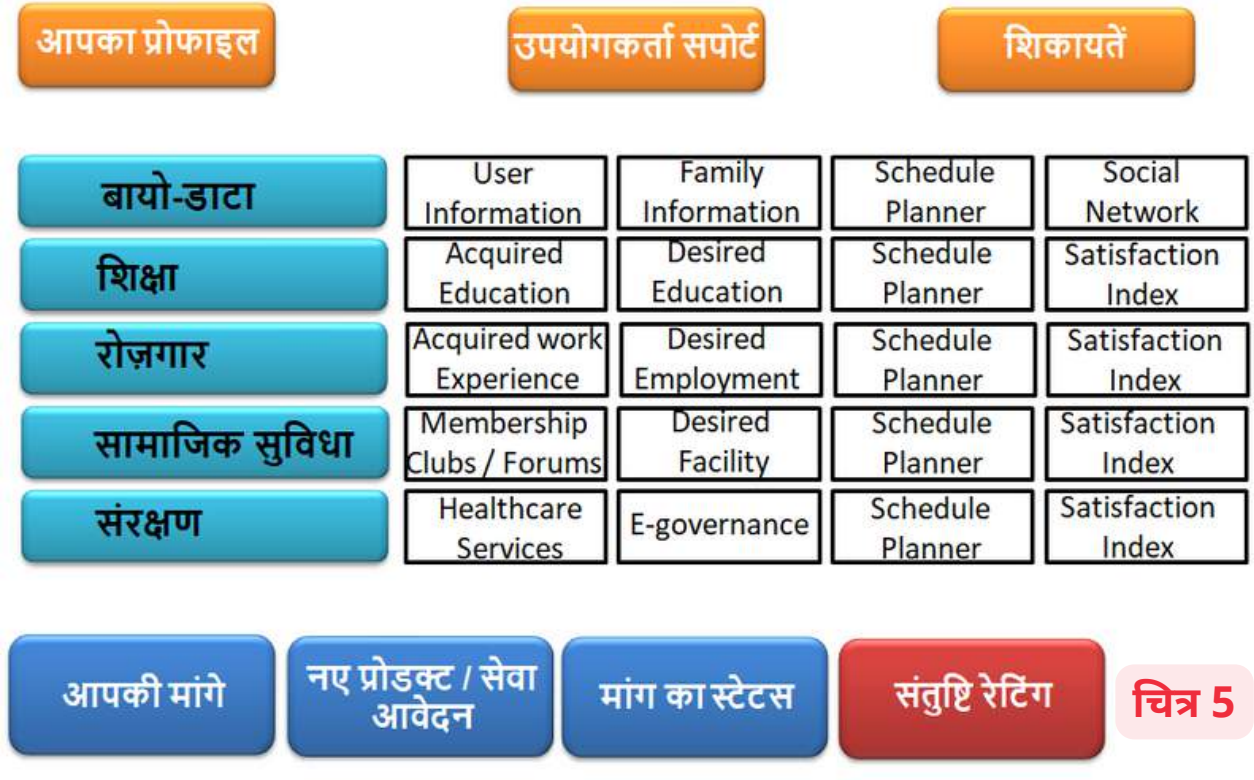 आपका प्रोफाइल
उपयोगकर्ता सपोर्ट
शिकायतें
बायो-डाटा
User
Information
Family
Information
Schedule
Planner
Social
Network
शिक्षा
Acquired
Education
Desired
Education
Schedule
Planner
Satisfaction
Index
रोज़गार
Acquired work
Experience
Desired
Employment
Schedule
Planner
Satisfaction
Index
सामाजिक सुविधा
Membership
Clubs / Forums
Desired
Facility
Schedule
Planner
Satisfaction
Index
संरक्षण
Healthcare
Services
E-governance
Schedule
Planner
Satisfaction
Index
आपकी मांगे
नए प्रोडक्ट / सेवा
आवेदन
मांग का स्टेटस
संतुष्टि रेटिंग
चित्र 5